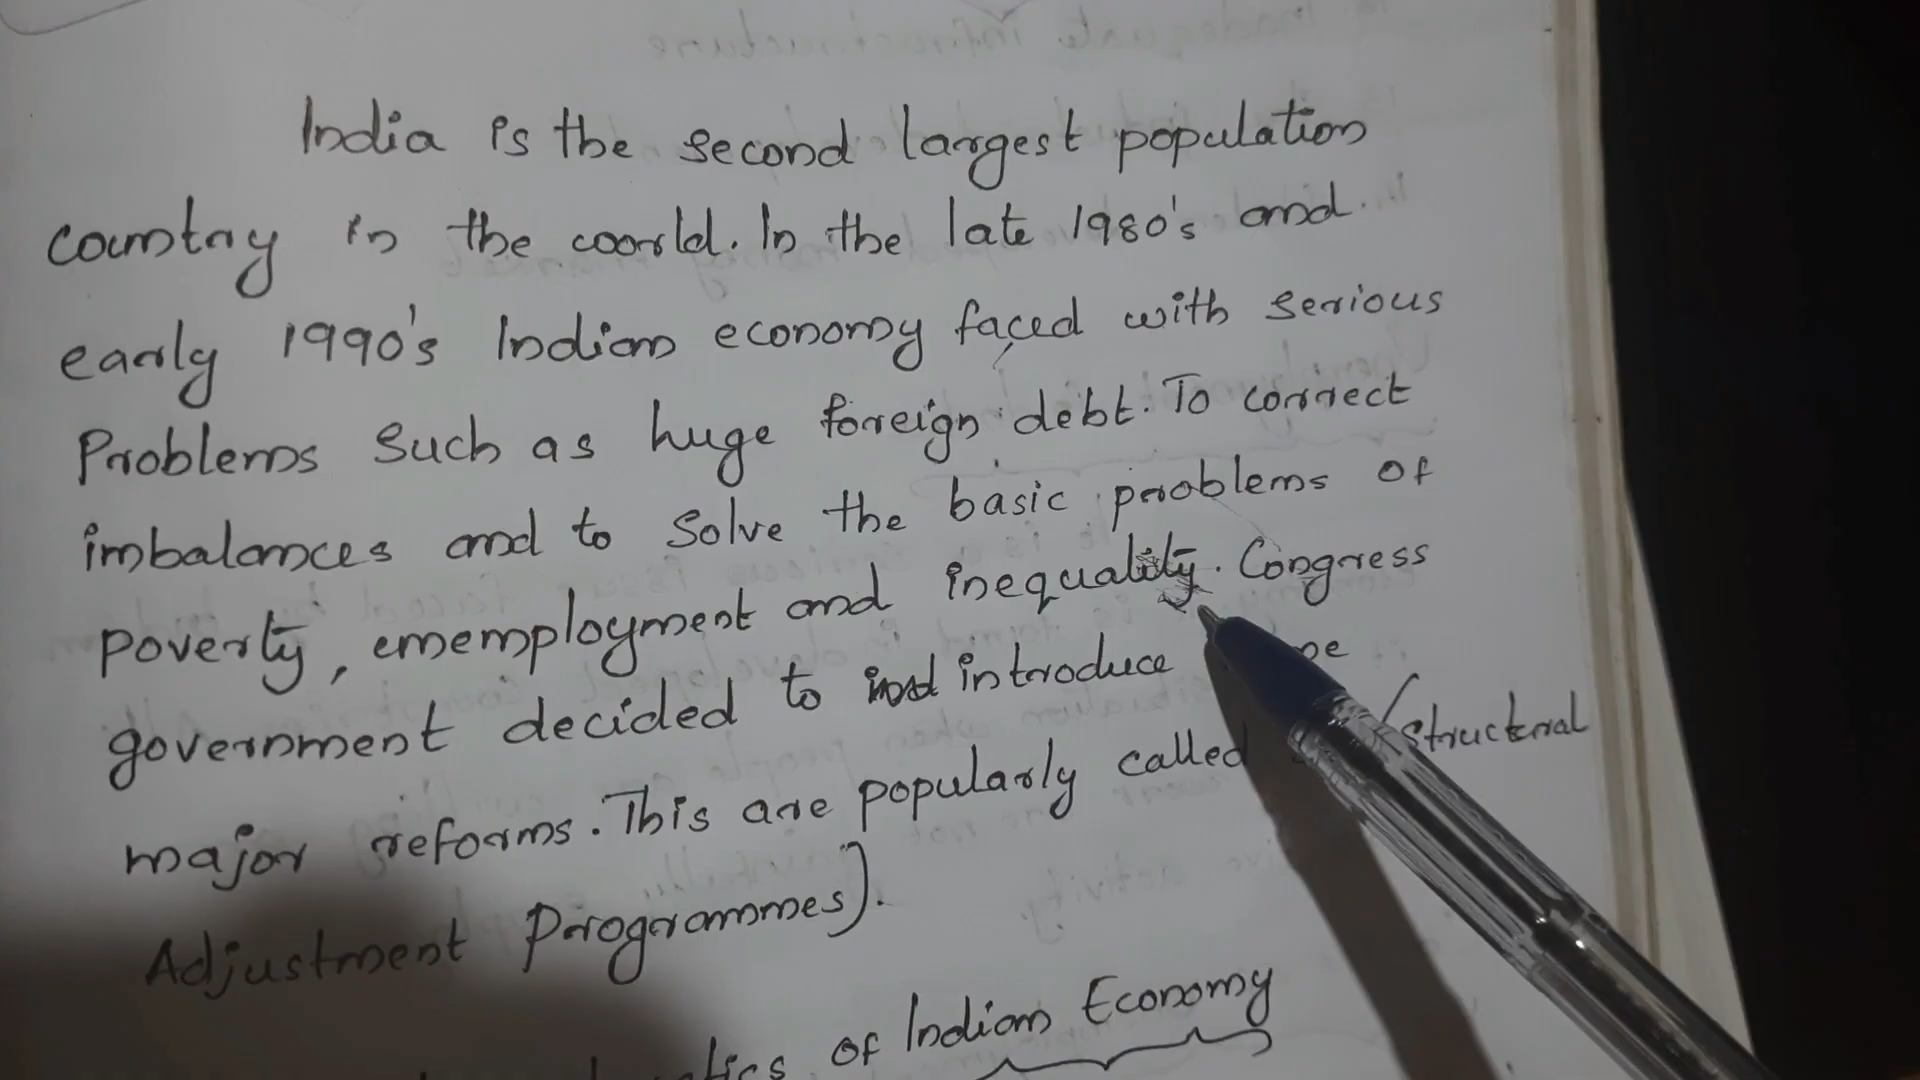 India is the second largest population
country in the world. In the late 1980's and
early 1990's Indian economy faced with serious
Problems Such as huge foreign debt. To correct
imbalances and to Solve the basic problems of
poverty, unemployment and inequality. Congress
government decided to introduce
major reforms. This are popularly called (Structural
Adjustment Programmes).
of Indian Economy